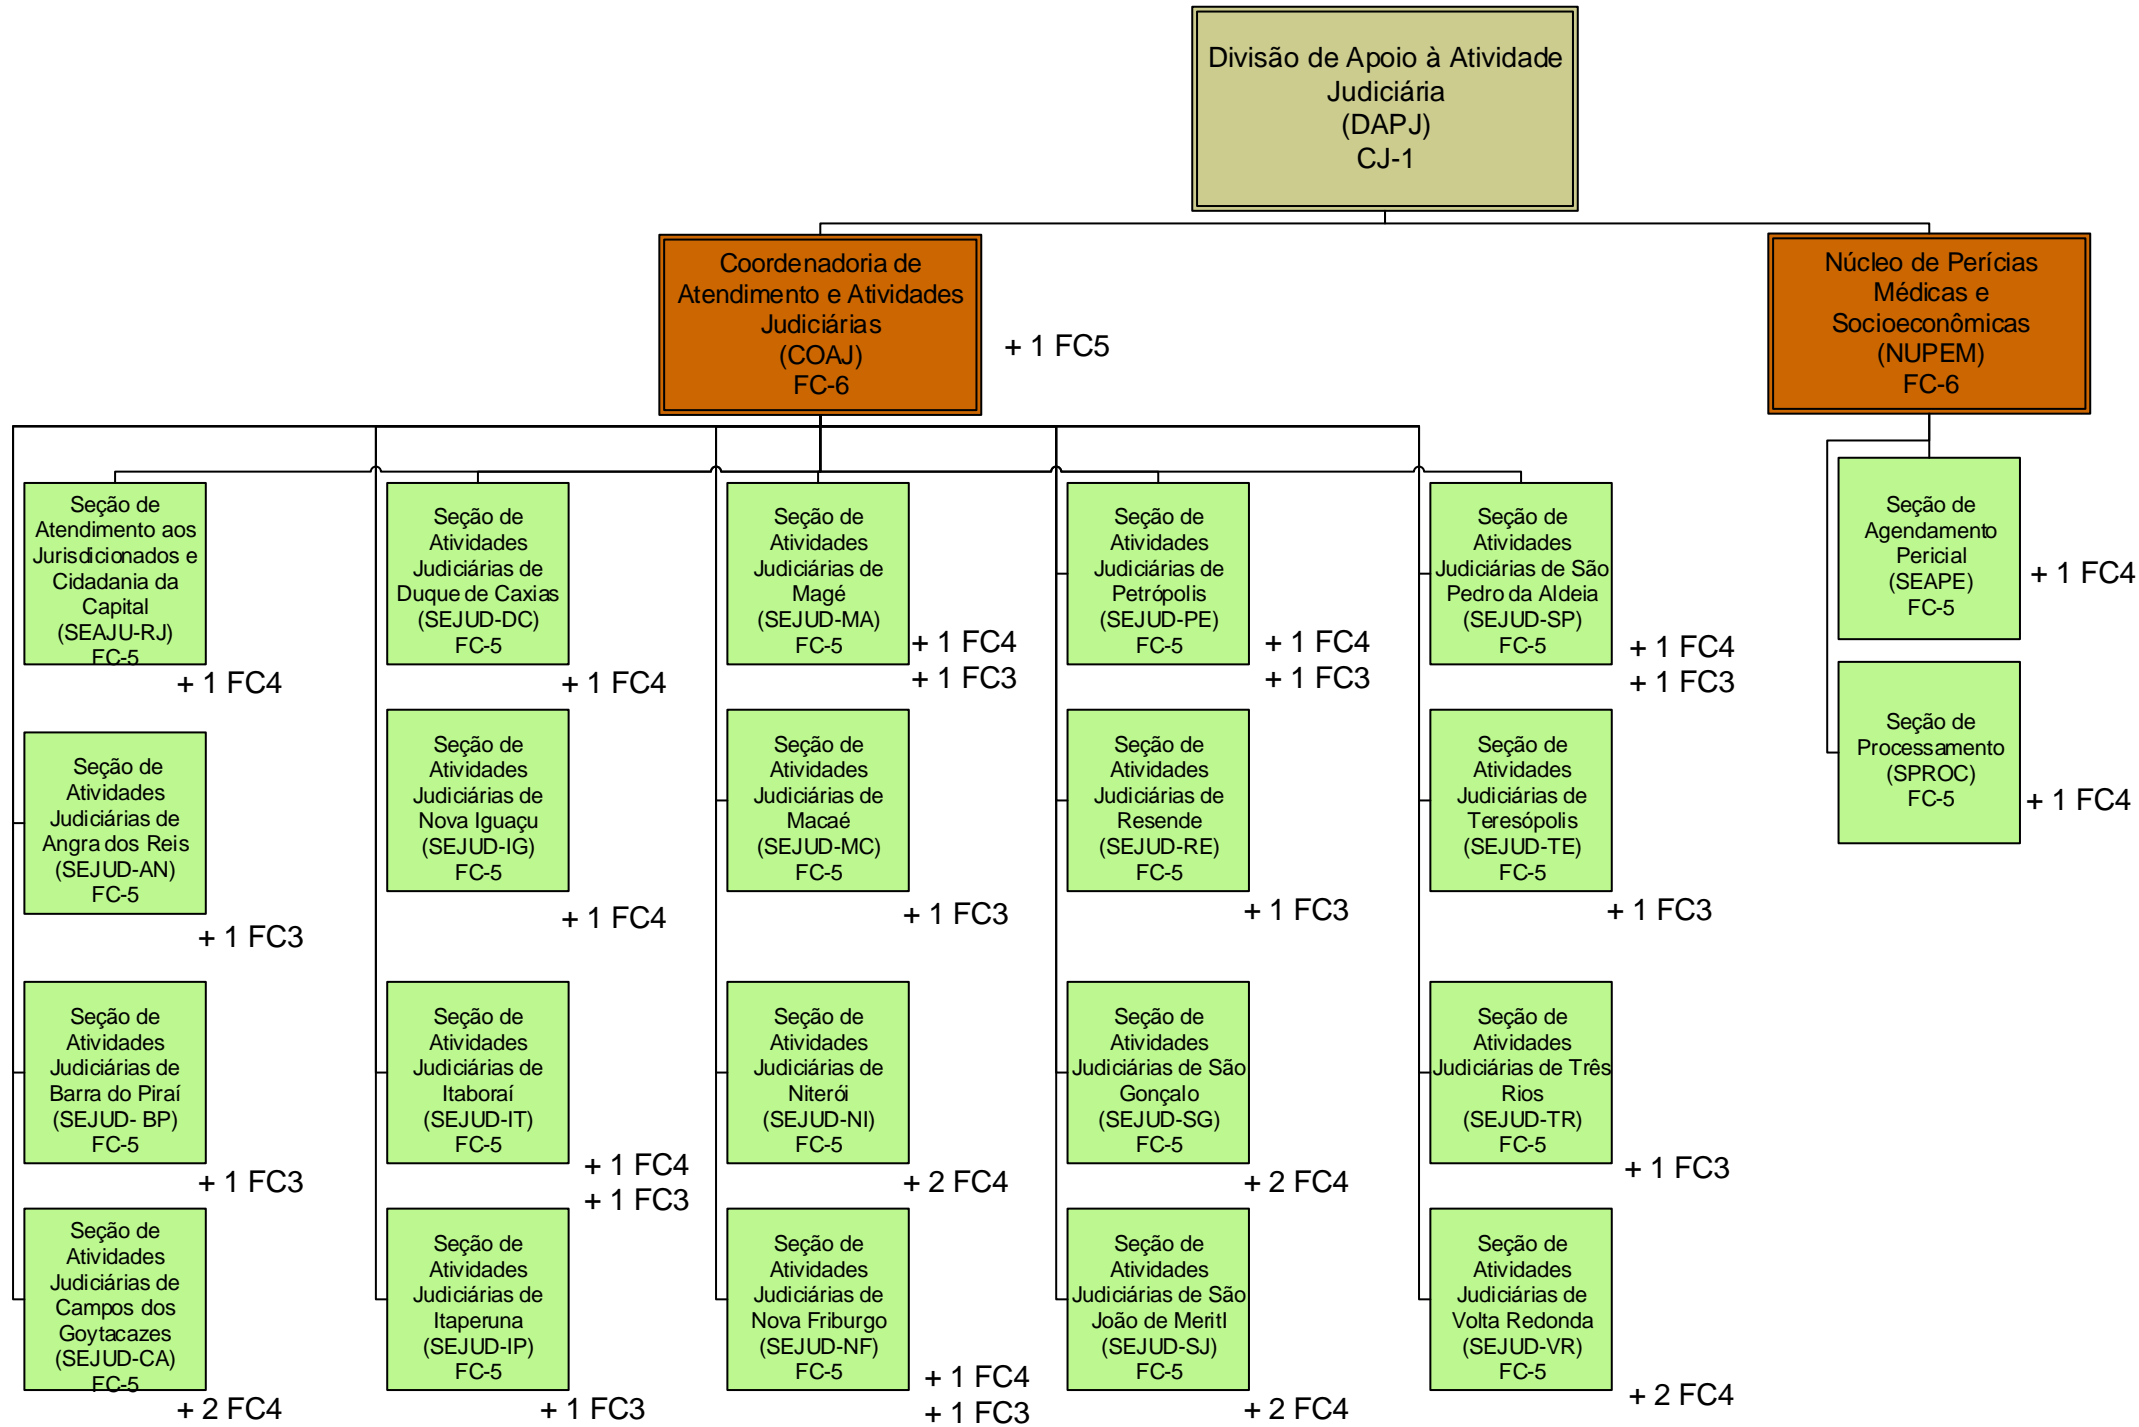 Divisão de Apoio à Atividade
Judiciária
(DAPJ)
CJ-1
Coordenadoria de
Atendimento e Atividades
Judiciárias
(COAJ)
FC-6
+ 1 FC5
Núcleo de Perícias
Médicas e
Socioeconômicas
(NUPEM)
FC-6
Seção de
Atendimento aos
Jurisdicionados e
Cidadania da
Capital
(SEAJU-RJ)
FC-5
+ 1 FC4
Seção de
Atividades
Judiciárias de
Duque de Caxias
(SEJUD-DC)
FC-5
+ 1 FC4
Seção de
Atividades
Judiciárias de
Magé
(SEJUD-MA)
FC-5
+ 1 FC4
+ 1 FC3
Seção de
Atividades
Judiciárias de
Petrópolis
(SEJUD-PE)
FC-5
+ 1 FC4
+ 1 FC3
Seção de
Atividades
Judiciárias de São
Pedro da Aldeia
(SEJUD-SP)
FC-5
+ 1 FC4
+ 1 FC3
Seção de
Agendamento
Pericial
(SEAPE)
FC-5
+ 1 FC4
Seção de
Atividades
Judiciárias de
Angra dos Reis
(SEJUD-AN)
FC-5
+ 1 FC3
Seção de
Atividades
Judiciárias de
Nova Iguaçu
(SEJUD-IG)
FC-5
+ 1 FC4
Seção de
Atividades
Judiciárias de
Macaé
(SEJUD-MC)
FC-5
+ 1 FC3
Seção de
Atividades
Judiciárias de
Resende
(SEJUD-RE)
FC-5
+ 1 FC3
Seção de
Atividades
Judiciárias de
Teresópolis
(SEJUD-TE)
FC-5
+ 1 FC3
Seção de
Processamento
(SPROC)
FC-5
+ 1 FC4
Seção de
Atividades
Judiciárias de
Barra do Piraí
(SEJUD- BP)
FC-5
+ 1 FC3
Seção de
Atividades
Judiciárias de
Itaboraí
(SEJUD-IT)
FC-5
+ 1 FC4
+ 1 FC3
Seção de
Atividades
Judiciárias de
Niterói
(SEJUD-NI)
FC-5
+ 2 FC4
Seção de
Atividades
Judiciárias de São
Gonçalo
(SEJUD-SG)
FC-5
+ 2 FC4
Seção de
Atividades
Judiciárias de Três
Rios
(SEJUD-TR)
FC-5
+ 1 FC3
Seção de
Atividades
Judiciárias de
Campos dos
Goytacazes
(SEJUD-CA)
FC-5
+ 2 FC4
Seção de
Atividades
Judiciárias de
Itaperuna
(SEJUD-IP)
FC-5
+ 1 FC3
Seção de
Atividades
Judiciárias de
Nova Friburgo
(SEJUD-NF)
FC-5
+ 1 FC4
+ 1 FC3
Seção de
Atividades
Judiciárias de São
João de MeritI
(SEJUD-SJ)
FC-5
+ 2 FC4
Seção de
Atividades
Judiciárias de
Volta Redonda
(SEJUD-VR)
FC-5
+ 2 FC4